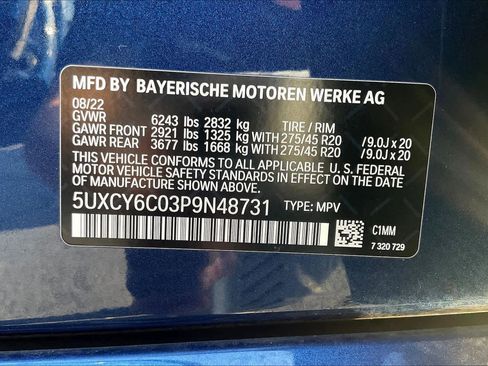 MFD BY BAYERISCHE MOTOREN WERKE AG
08/22
GVWR 6243 lbs 2832 kg TIRE / RIM
GAWR FRONT 2921 lbs 1325 kg WITH 275/45 R20 /9.0J x 20
GAWR REAR 3677 lbs 1668 kg WITH 275/45 R20 /9.0J x 20
THIS VEHICLE CONFORMS TO ALL APPLICABLE U.S. FEDERAL
MOTOR VEHICLE SAFETY STANDARDS IN EFFECT ON THE
DATE OF MANUFACTURE SHOWN ABOVE.
5UXCY6C03P9N48731 TYPE: MPV
C1MM
7 320 729